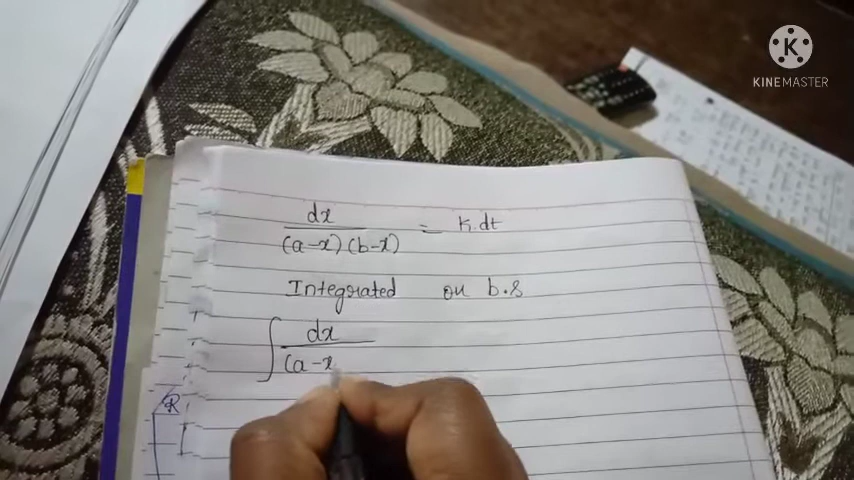 KINEMASTER
dx
(a-x) (b-x) = K.dt
Integrated on b.s
∫ dx
(a-x
R